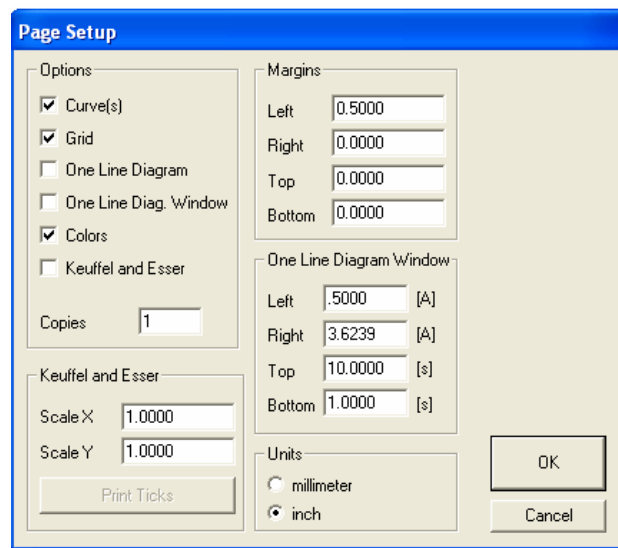 Page Setup
Options
Curve(s)
Grid
One Line Diagram
One Line Diag. Window
Colors
Keuffel and Esser
Copies 1
Keuffel and Esser
Scale X 1.0000
Scale Y 1.0000
Print Ticks
Margins
Left 0.5000
Right 0.0000
Top 0.0000
Bottom 0.0000
One Line Diagram Window
Left .5000 [A]
Right 3.6239 [A]
Top 10.0000 [s]
Bottom 1.0000 [s]
Units
millimeter
inch
OK
Cancel